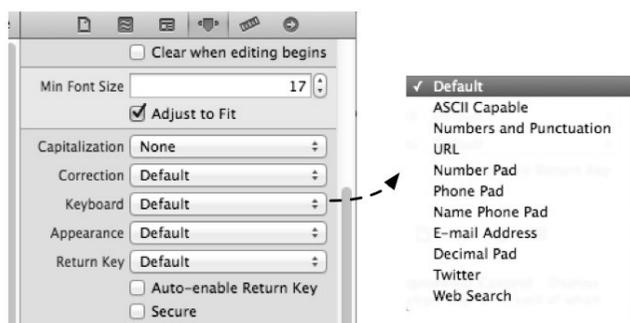 Clear when editing begins
Min Font Size 17
Adjust to Fit
Capitalization None
Correction Default
Keyboard Default
Appearance Default
Return Key Default
Auto-enable Return Key
Secure
✓ Default
ASCII Capable
Numbers and Punctuation
URL
Number Pad
Phone Pad
Name Phone Pad
E-mail Address
Decimal Pad
Twitter
Web Search